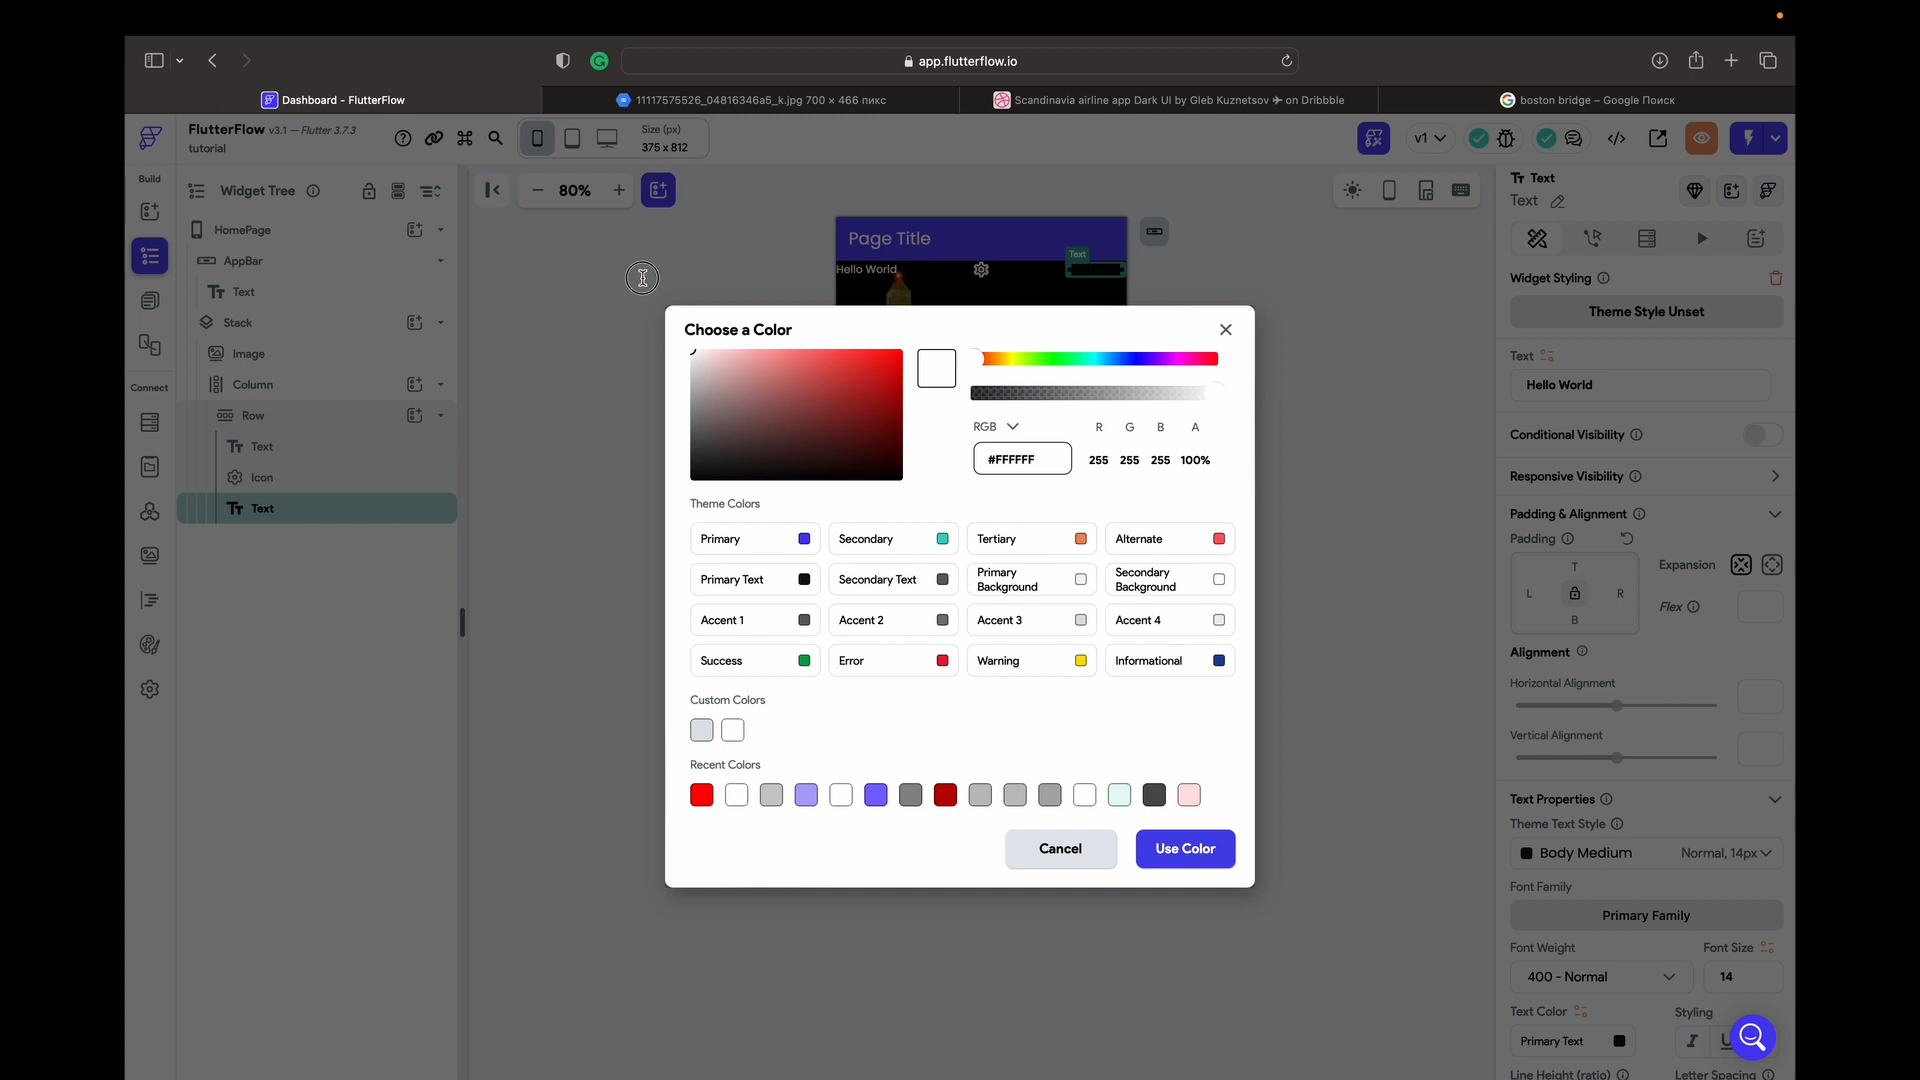 app.flutterflow.io
Dashboard - FlutterFlow
11117575526_04816346a5_k.jpg 700 × 466 пикс
Scandinavia airline app Dark UI by Gleb Kuznetsov ✈ on Dribbble
boston bridge – Google Поиск
FlutterFlow v3.1 — Flutter 3.7.3
tutorial
Size (px)
375 x 812
v1
Build
Connect
Widget Tree
HomePage
AppBar
Text
Stack
Image
Column
Row
Text
Icon
Text
80%
Page Title
Hello World
Text
Choose a Color
RGB
R G B A
#FFFFFF
255 255 255 100%
Theme Colors
Primary
Secondary
Tertiary
Alternate
Primary Text
Secondary Text
Primary
Background
Secondary
Background
Accent 1
Accent 2
Accent 3
Accent 4
Success
Error
Warning
Informational
Custom Colors
Recent Colors
Cancel
Use Color
Text
Text
Widget Styling
Theme Style Unset
Text
Hello World
Conditional Visibility
Responsive Visibility
Padding & Alignment
Padding
Expansion
T
L
R
B
Flex
Alignment
Horizontal Alignment
Vertical Alignment
Text Properties
Theme Text Style
Body Medium
Normal, 14px
Font Family
Primary Family
Font Weight
Font Size
400 - Normal
14
Text Color
Styling
Primary Text
I
U
Line Height (ratio)
Letter Spacing